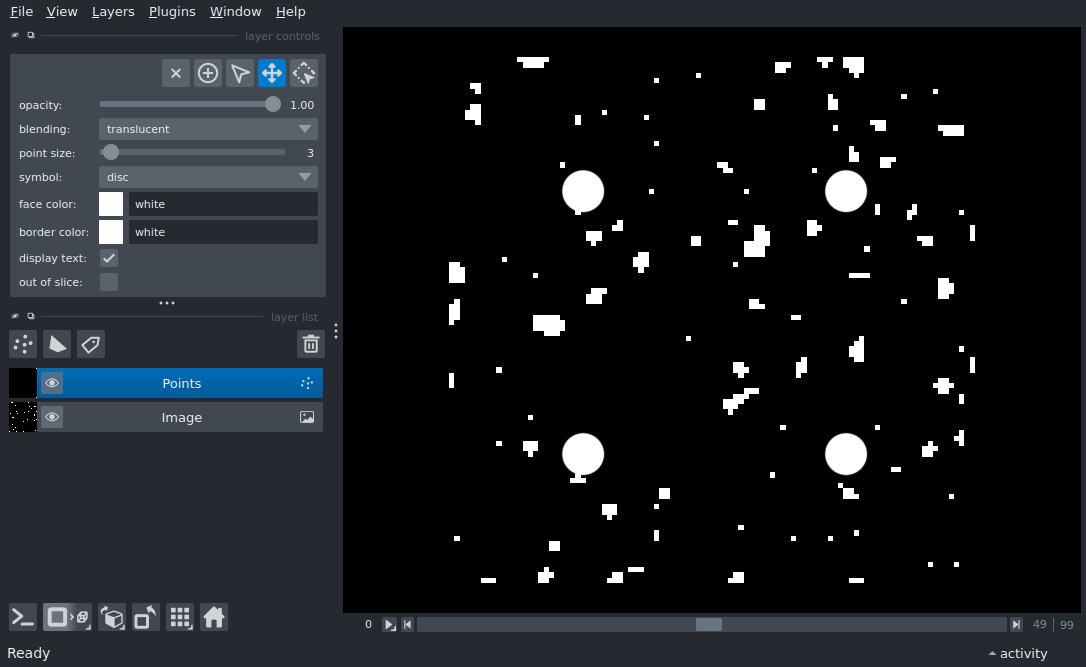 File View Layers Plugins Window Help
layer controls
opacity: 1.00
blending: translucent
point size: 3
symbol: disc
face color: white
border color: white
display text:
out of slice:
layer list
Points
Image
0 49 99
Ready activity